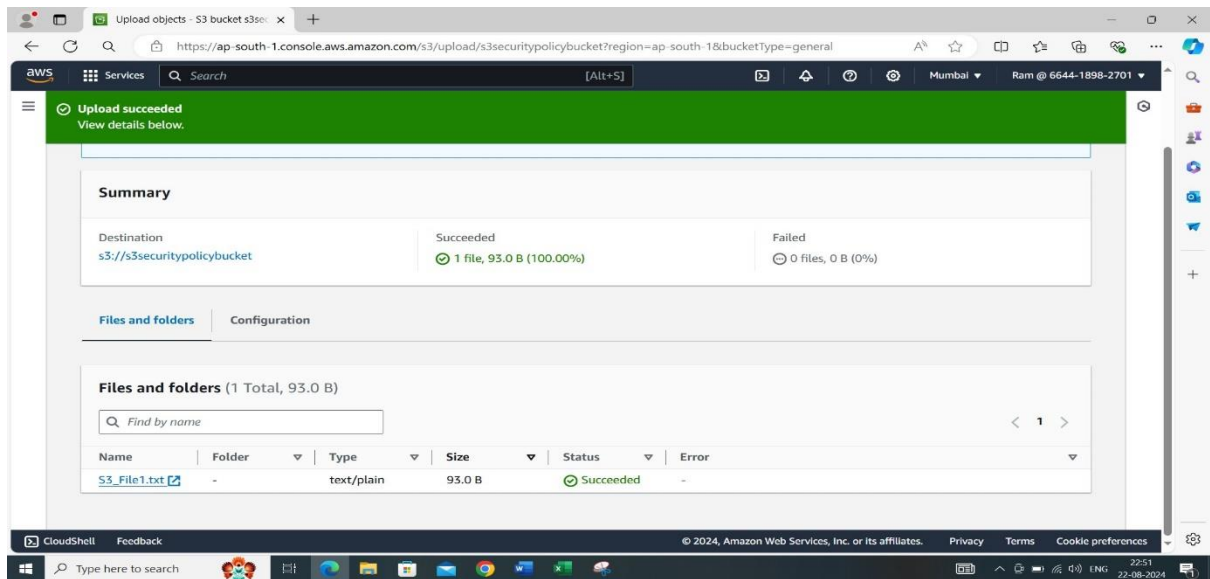 Upload objects - S3 bucket s3sec
https://ap-south-1.console.aws.amazon.com/s3/upload/s3securitypolicybucket?region=ap-south-1&bucketType=general
aws Services Search [Alt+S] Mumbai Ram @ 6644-1898-2701
Upload succeeded
View details below.
Summary
Destination Succeeded Failed
s3://s3securitypolicybucket 1 file, 93.0 B (100.00%) 0 files, 0 B (0%)
Files and folders Configuration
Files and folders (1 Total, 93.0 B)
Find by name 1
Name Folder Type Size Status Error
S3_File1.txt - text/plain 93.0 B Succeeded -
CloudShell Feedback © 2024, Amazon Web Services, Inc. or its affiliates. Privacy Terms Cookie preferences
Type here to search ENG 22:51
22-08-2024